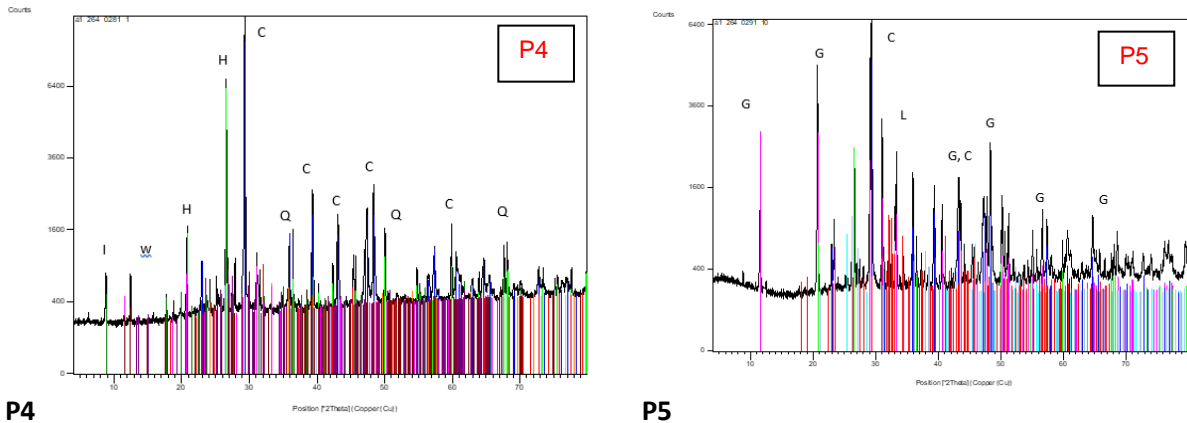 Counts
a1_264_0281_1
P4
C
H
6400
3600
C
C
H
C
C
1600
Q
Q
Q
I
w
400
0
10
20
30
40
50
60
70
Position [°2Theta] (Copper (Cu))
P4
Counts
a1_264_0291_10
P5
6400
C
G
3600
G
L
G
G, C
1600
G
G
400
0
10
20
30
40
50
60
70
Position [°2Theta] (Copper (Cu))
P5